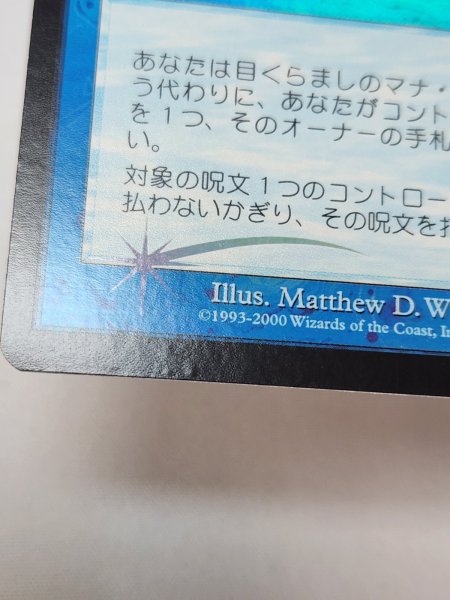 あなたは目くらましのマナ・
う代わりに、あなたがコント
を１つ、そのオーナーの手札
い。
対象の呪文１つのコントロー
払わないかぎり、その呪文を打
Illus. Matthew D. W
©1993-2000 Wizards of the Coast, In